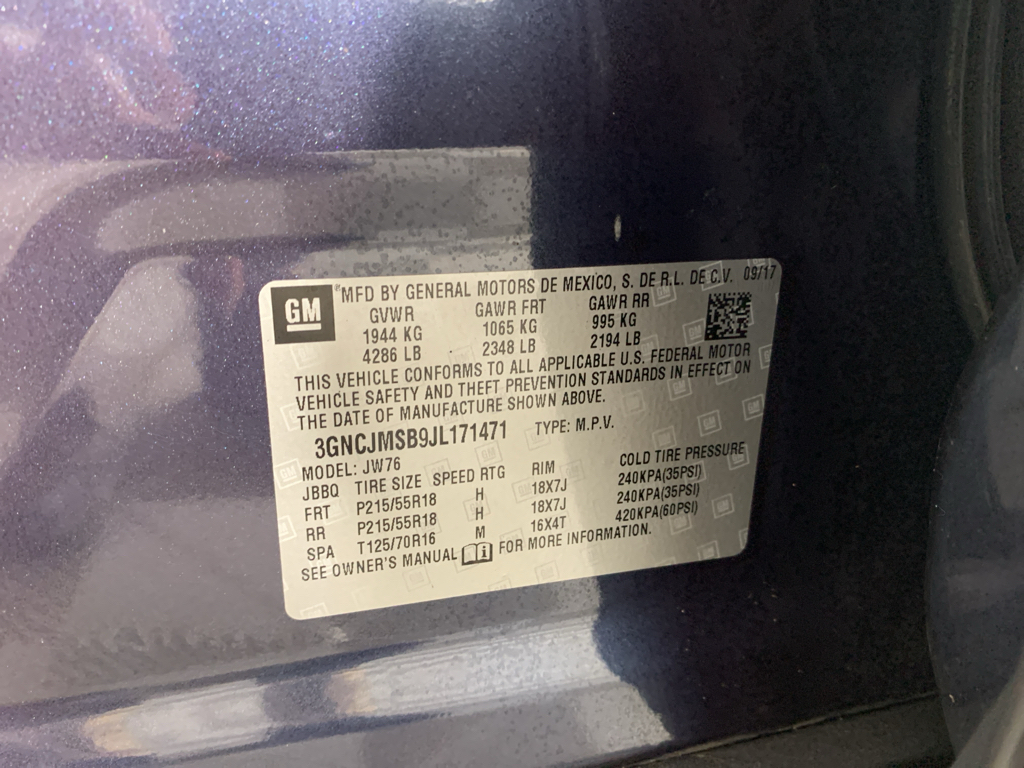 GM
*MFD BY GENERAL MOTORS DE MEXICO, S. DE R.L. DE C.V. 09/17
GVWR GAWR FRT GAWR RR
1944 KG 1065 KG 995 KG
4286 LB 2348 LB 2194 LB
THIS VEHICLE CONFORMS TO ALL APPLICABLE U.S. FEDERAL MOTOR
VEHICLE SAFETY AND THEFT PREVENTION STANDARDS IN EFFECT ON
THE DATE OF MANUFACTURE SHOWN ABOVE.
3GNCJMSB9JL171471 TYPE: M.P.V.
MODEL: JW76
JBBQ TIRE SIZE SPEED RTG RIM COLD TIRE PRESSURE
FRT P215/55R18 H 18X7J 240KPA(35PSI)
RR P215/55R18 H 18X7J 240KPA(35PSI)
SPA T125/70R16 M 16X4T 420KPA(60PSI)
SEE OWNER'S MANUAL FOR MORE INFORMATION.